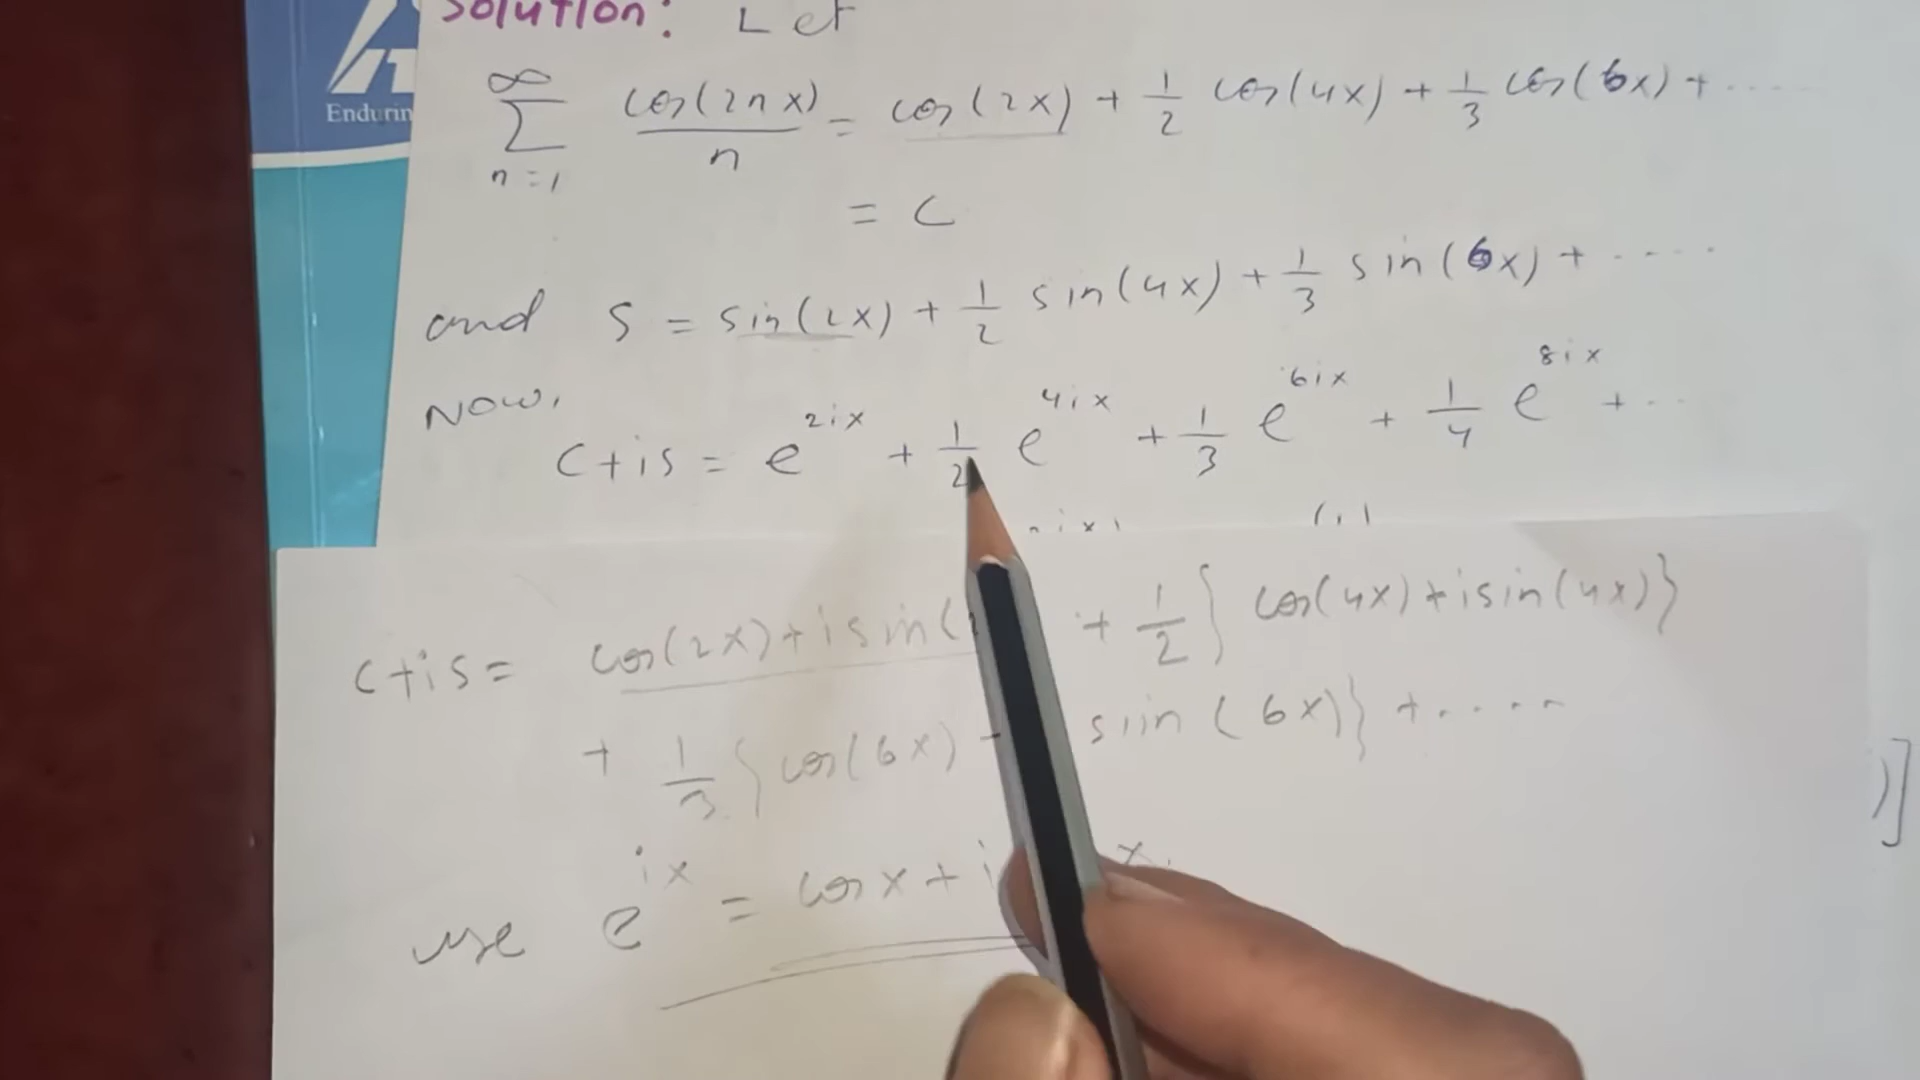 Solution: Let
Endurin
∞ Σ n=1 cos(2nx)/n = cos(2x) + 1/2 cos(4x) + 1/3 cos(6x) + .....
= C
and S = sin(2x) + 1/2 sin(4x) + 1/3 sin(6x) + ....
Now,
C+is = e^2ix + 1/2 e^4ix + 1/3 e^6ix + 1/4 e^8ix + ..
C+is = cos(2x)+isin( + 1/2 { cos(4x)+isin(4x)}
+ 1/3 {cos(6x) siin (6x)} + .....
)]
use e^ix = cosx + i x.